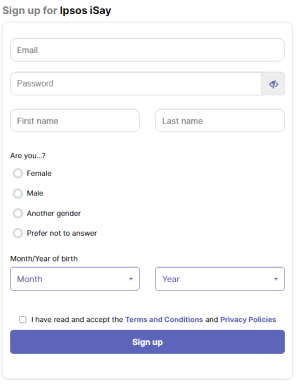 Sign up for Ipsos iSay
Email
Password
First name Last name
Are you...?
Female
Male
Another gender
Prefer not to answer
Month/Year of birth
Month Year
I have read and accept the Terms and Conditions and Privacy Policies
Sign up